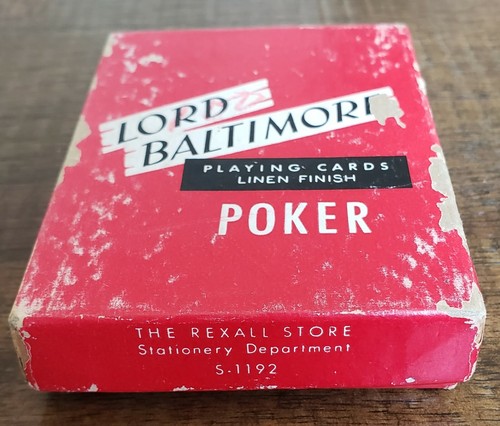 LORD
BALTIMORE
PLAYING CARDS
LINEN FINISH
POKER
THE REXALL STORE
Stationery Department
S-1192